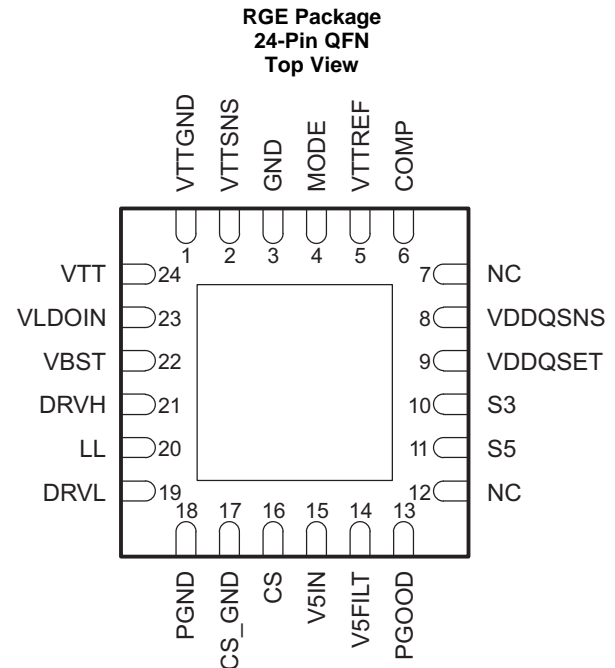 RGE Package
24-Pin QFN
Top View
VTTGND
VTTSNS
GND
MODE
VTTREF
COMP
1
2
3
4
5
6
VTT 24
7 NC
VLDOIN 23
8 VDDQSNS
VBST 22
9 VDDQSET
DRVH 21
10 S3
LL 20
11 S5
DRVL 19
12 NC
18
17
16
15
14
13
PGND
CS_GND
CS
V5IN
V5FILT
PGOOD